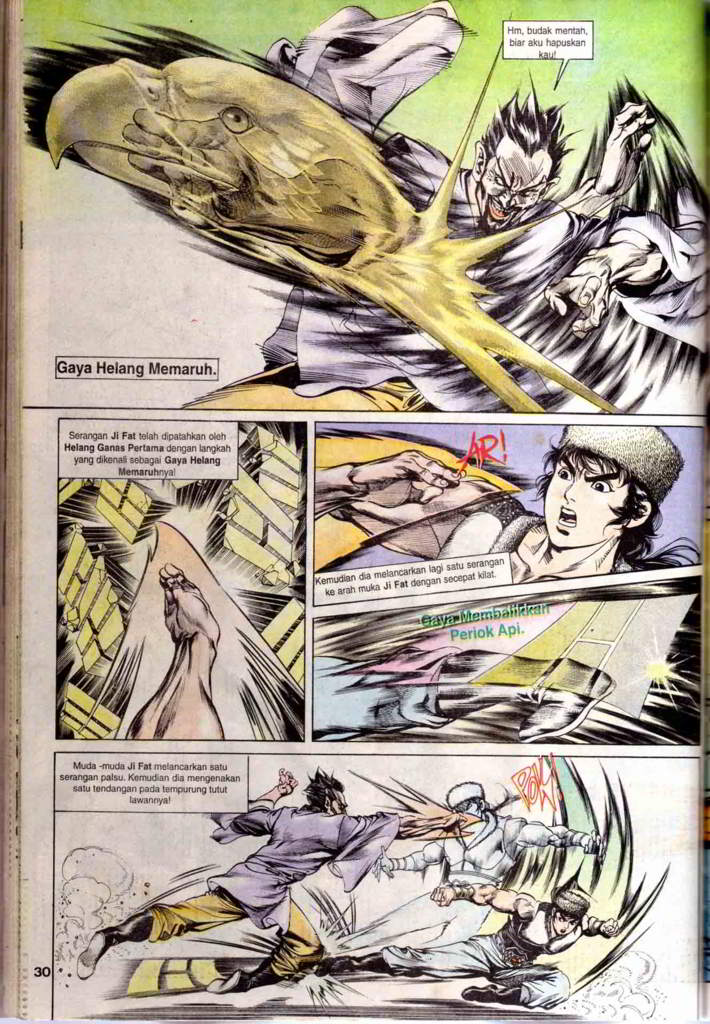 Hm, budak mentah,
biar aku hapuskan
kau!
Gaya Helang Memaruh.
Serangan Ji Fat telah dipatahkan oleh
Helang Ganas Pertama dengan langkah
yang dikenali sebagai Gaya Helang
Memaruhnya!
AR!
Kemudian dia melancarkan lagi satu serangan
ke arah muka Ji Fat dengan secepat kilat.
Gaya Membalikkan
Periok Api.
Muda -muda Ji Fat melancarkan satu
serangan palsu. Kemudian dia mengenakan
satu tendangan pada tempurung tutut
lawannya!
POK!
30